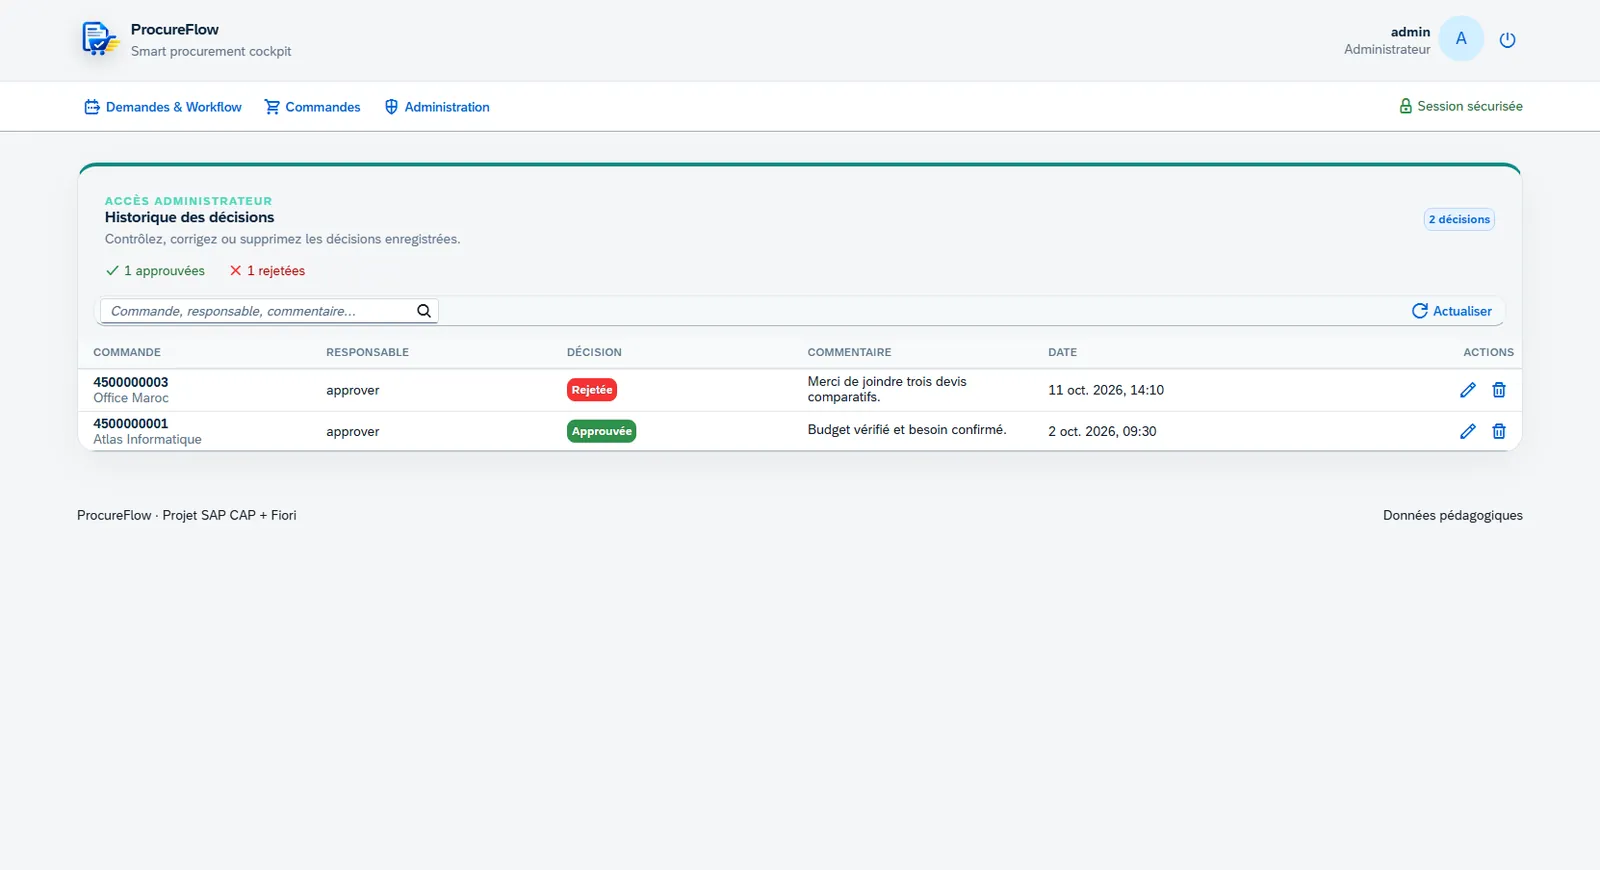 ProcureFlow
Smart procurement cockpit
admin
Administrateur
A
Demandes & Workflow
Commandes
Administration
Session sécurisée
ACCÈS ADMINISTRATEUR
Historique des décisions
Contrôlez, corrigez ou supprimez les décisions enregistrées.
2 décisions
1 approuvées
1 rejetées
Commande, responsable, commentaire...
Actualiser
COMMANDE RESPONSABLE DÉCISION COMMENTAIRE DATE ACTIONS
4500000003
Office Maroc
approver
Rejetée
Merci de joindre trois devis
comparatifs.
11 oct. 2026, 14:10
4500000001
Atlas Informatique
approver
Approuvée
Budget vérifié et besoin confirmé.
2 oct. 2026, 09:30
ProcureFlow · Projet SAP CAP + Fiori
Données pédagogiques